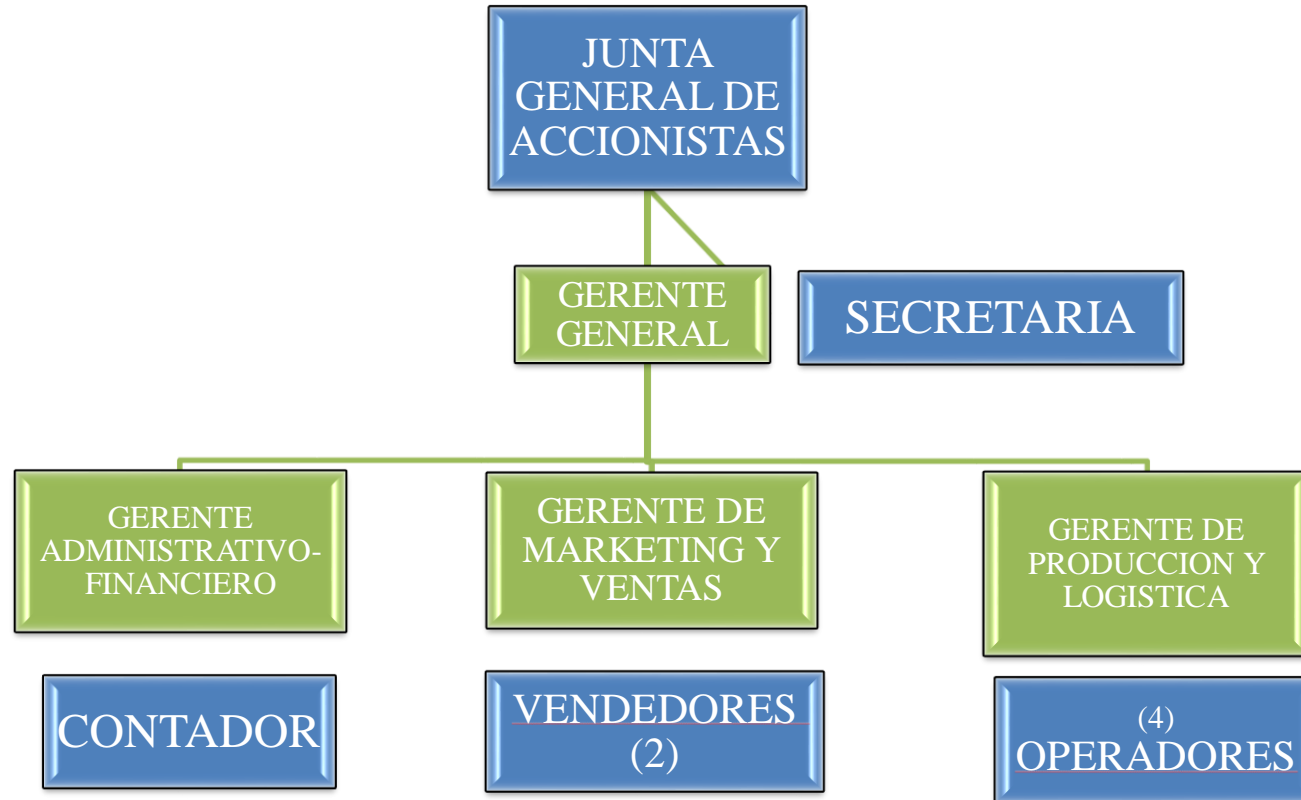 JUNTA
GENERAL DE
ACCIONISTAS
GERENTE
GENERAL
SECRETARIA
GERENTE
ADMINISTRATIVO-
FINANCIERO
GERENTE DE
MARKETING Y
VENTAS
GERENTE DE
PRODUCCION Y
LOGISTICA
CONTADOR
VENDEDORES
(2)
(4)
OPERADORES